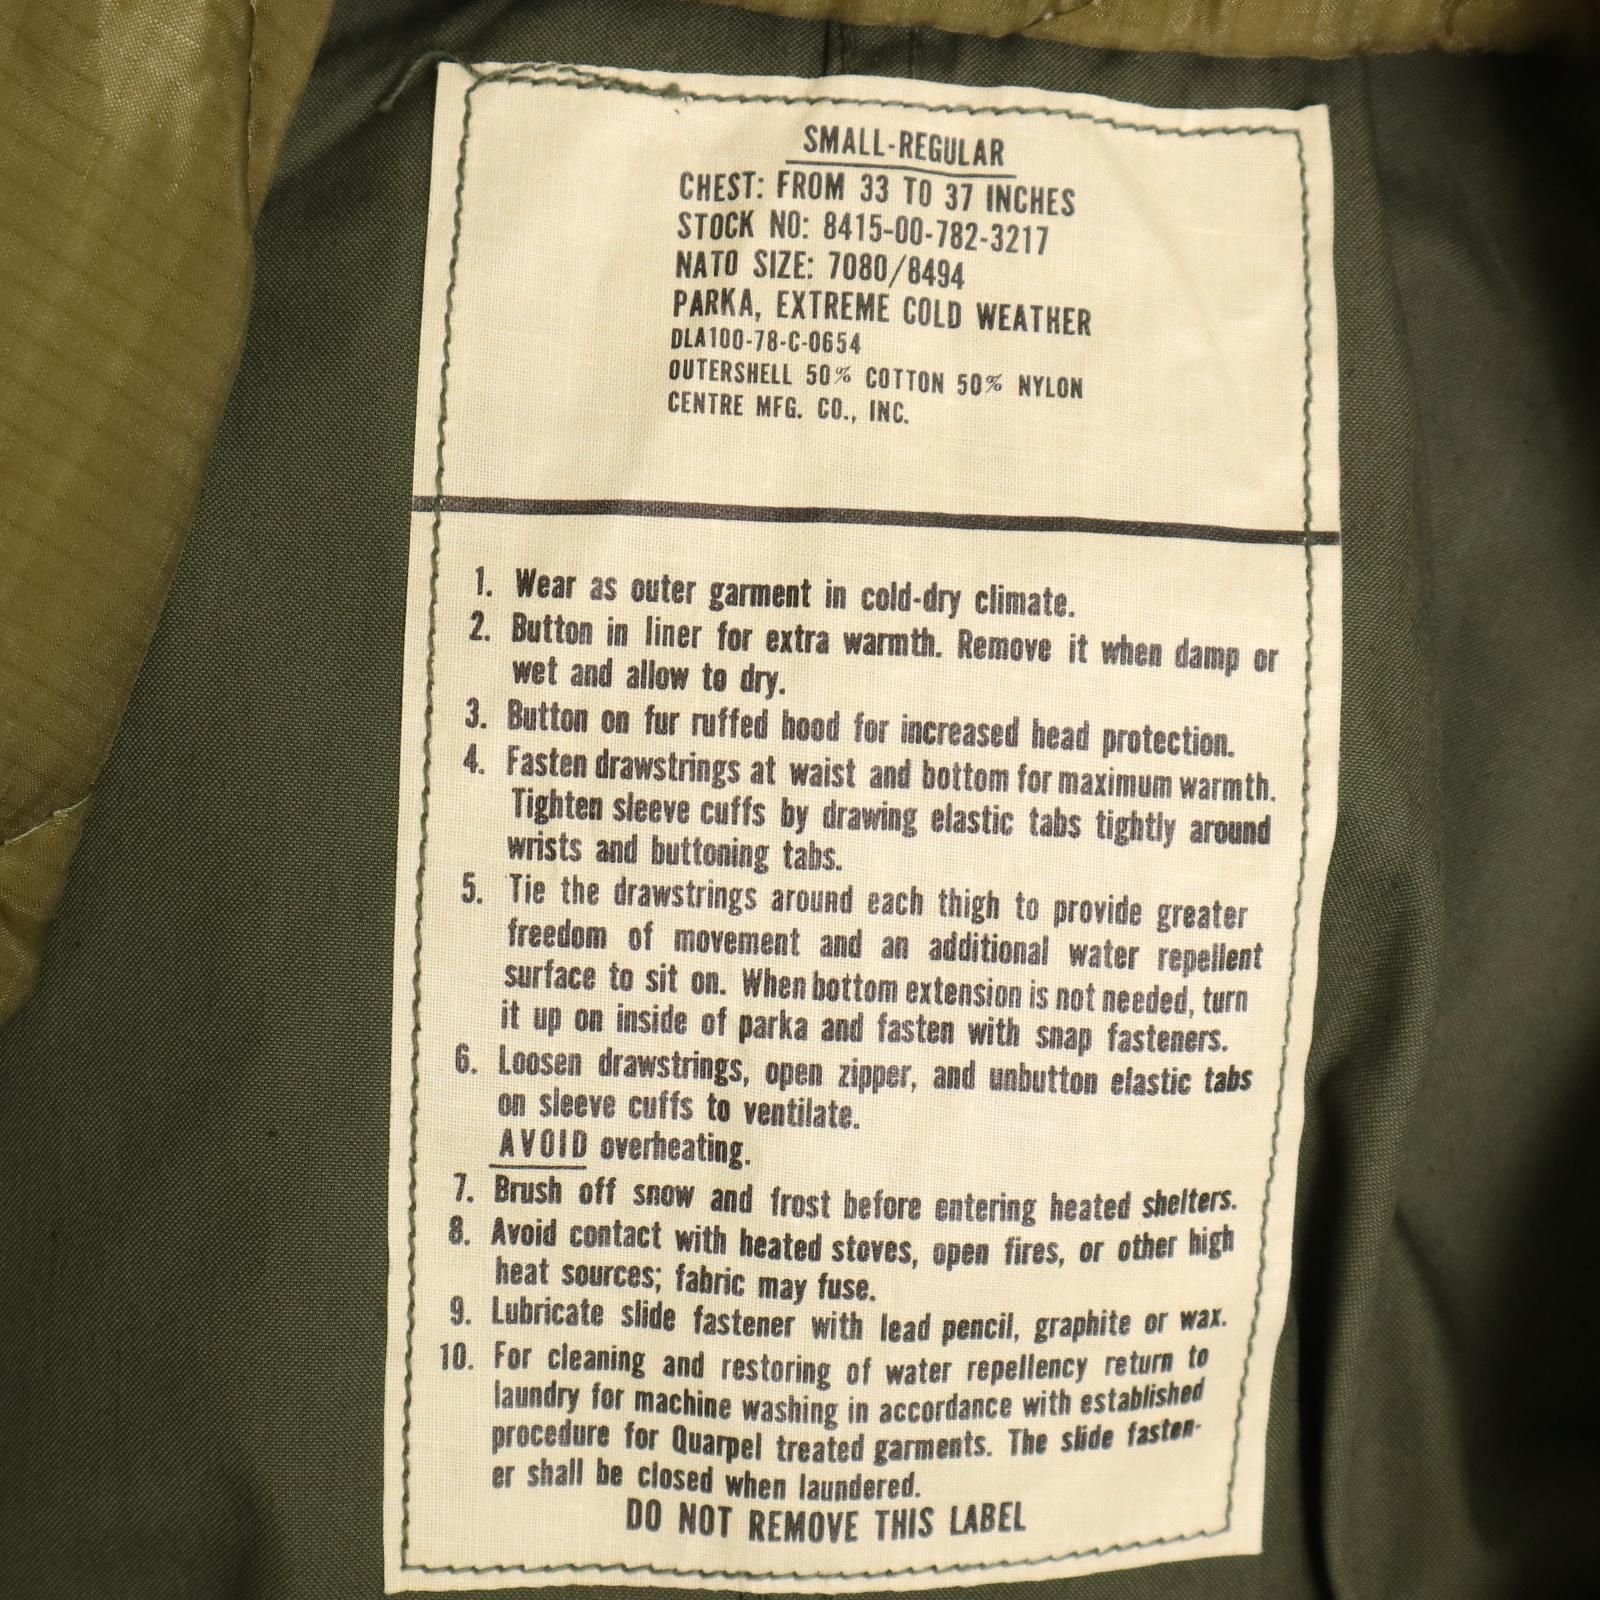 SMALL-REGULAR
CHEST: FROM 33 TO 37 INCHES
STOCK NO: 8415-00-782-3217
NATO SIZE: 7080/8494
PARKA, EXTREME COLD WEATHER
DLA100-78-C-0654
OUTERSHELL 50% COTTON 50% NYLON
CENTRE MFG. CO., INC.
1. Wear as outer garment in cold-dry climate.
2. Button in liner for extra warmth. Remove it when damp or
wet and allow to dry.
3. Button on fur ruffed hood for increased head protection.
4. Fasten drawstrings at waist and bottom for maximum warmth.
Tighten sleeve cuffs by drawing elastic tabs tightly around
wrists and buttoning tabs.
5. Tie the drawstrings around each thigh to provide greater
freedom of movement and an additional water repellent
surface to sit on. When bottom extension is not needed, turn
it up on inside of parka and fasten with snap fasteners.
6. Loosen drawstrings, open zipper, and unbutton elastic tabs
on sleeve cuffs to ventilate.
AVOID overheating.
7. Brush off snow and frost before entering heated shelters.
8. Avoid contact with heated stoves, open fires, or other high
heat sources; fabric may fuse.
9. Lubricate slide fastener with lead pencil, graphite or wax.
10. For cleaning and restoring of water repellency return to
laundry for machine washing in accordance with established
procedure for Quarpel treated garments. The slide fasten-
er shall be closed when laundered.
DO NOT REMOVE THIS LABEL